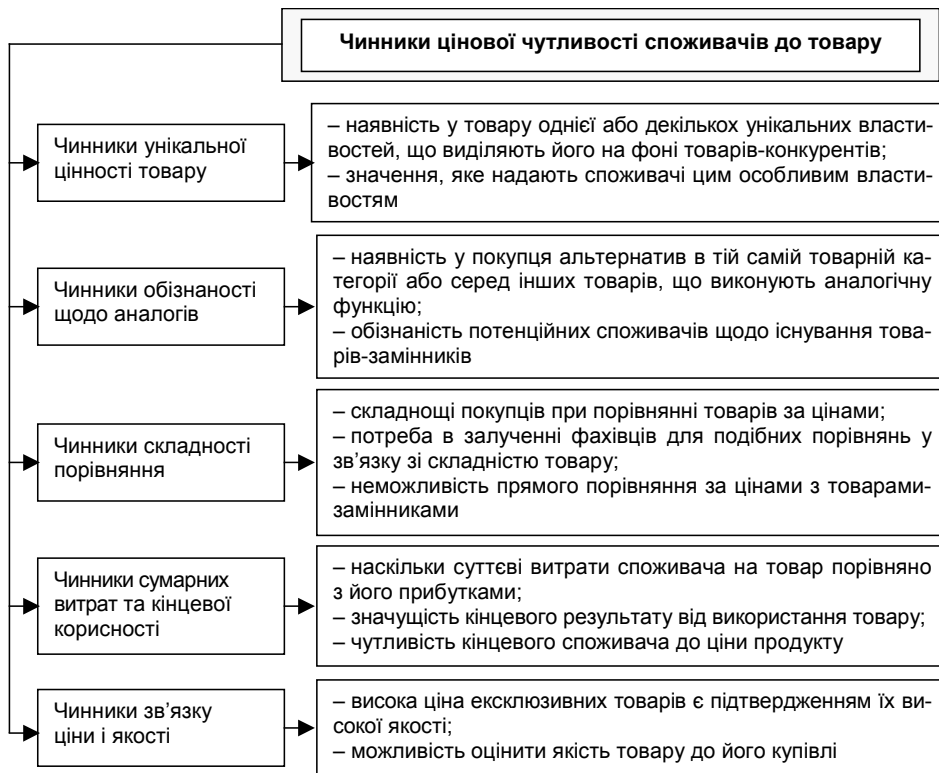 Чинники цінової чутливості споживачів до товару
Чинники унікальної
цінності товару
– наявність у товару однієї або декількох унікальних власти-
востей, що виділяють його на фоні товарів-конкурентів;
– значення, яке надають споживачі цим особливим власти-
востям
Чинники обізнаності
щодо аналогів
– наявність у покупця альтернатив в тій самій товарній ка-
тегорії або серед інших товарів, що виконують аналогічну
функцію;
– обізнаність потенційних споживачів щодо існування това-
рів-замінників
Чинники складності
порівняння
– складнощі покупців при порівнянні товарів за цінами;
– потреба в залученні фахівців для подібних порівнянь у
зв’язку зі складністю товару;
– неможливість прямого порівняння за цінами з товарами-
замінниками
Чинники сумарних
витрат та кінцевої
корисності
– наскільки суттєві витрати споживача на товар порівняно
з його прибутками;
– значущість кінцевого результату від використання товару;
– чутливість кінцевого споживача до ціни продукту
Чинники зв’язку
ціни і якості
– висока ціна ексклюзивних товарів є підтвердженням їх ви-
сокої якості;
– можливість оцінити якість товару до його купівлі